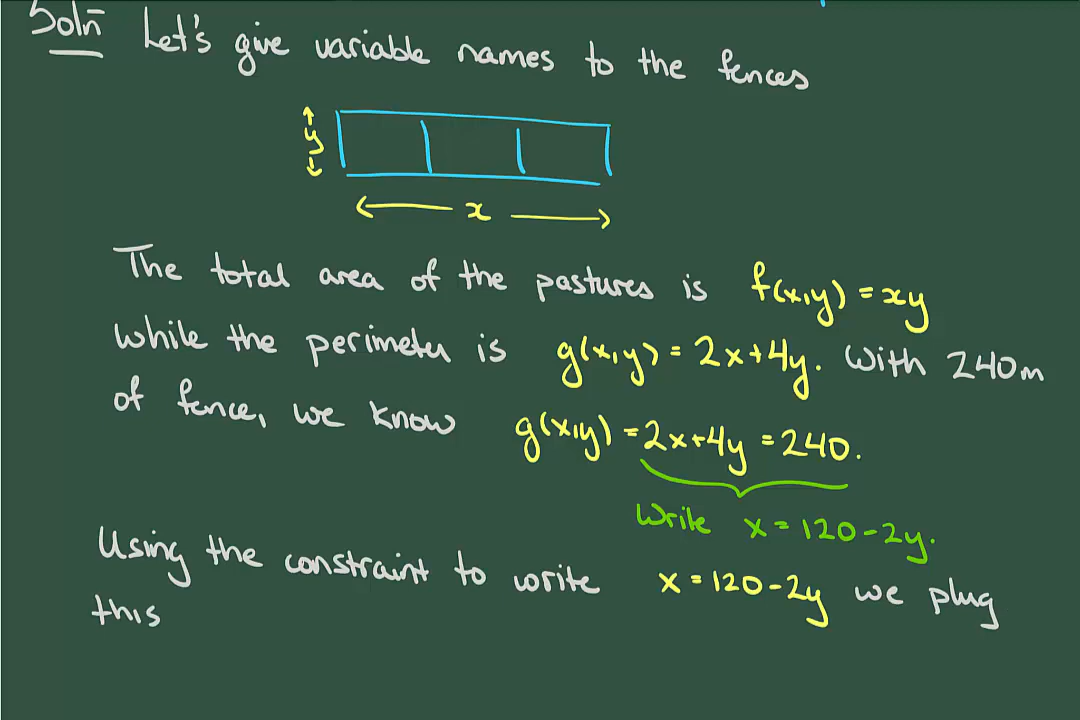 Soln̄ Let's give variable names to the fences
y
x
The total area of the pastures is f(x,y) = xy
while the perimeter is g(x,y) = 2x+4y. With 240m
of fence, we know g(x,y) = 2x+4y = 240.
Write x = 120-2y.
Using the constraint to write x = 120-2y we plug
this